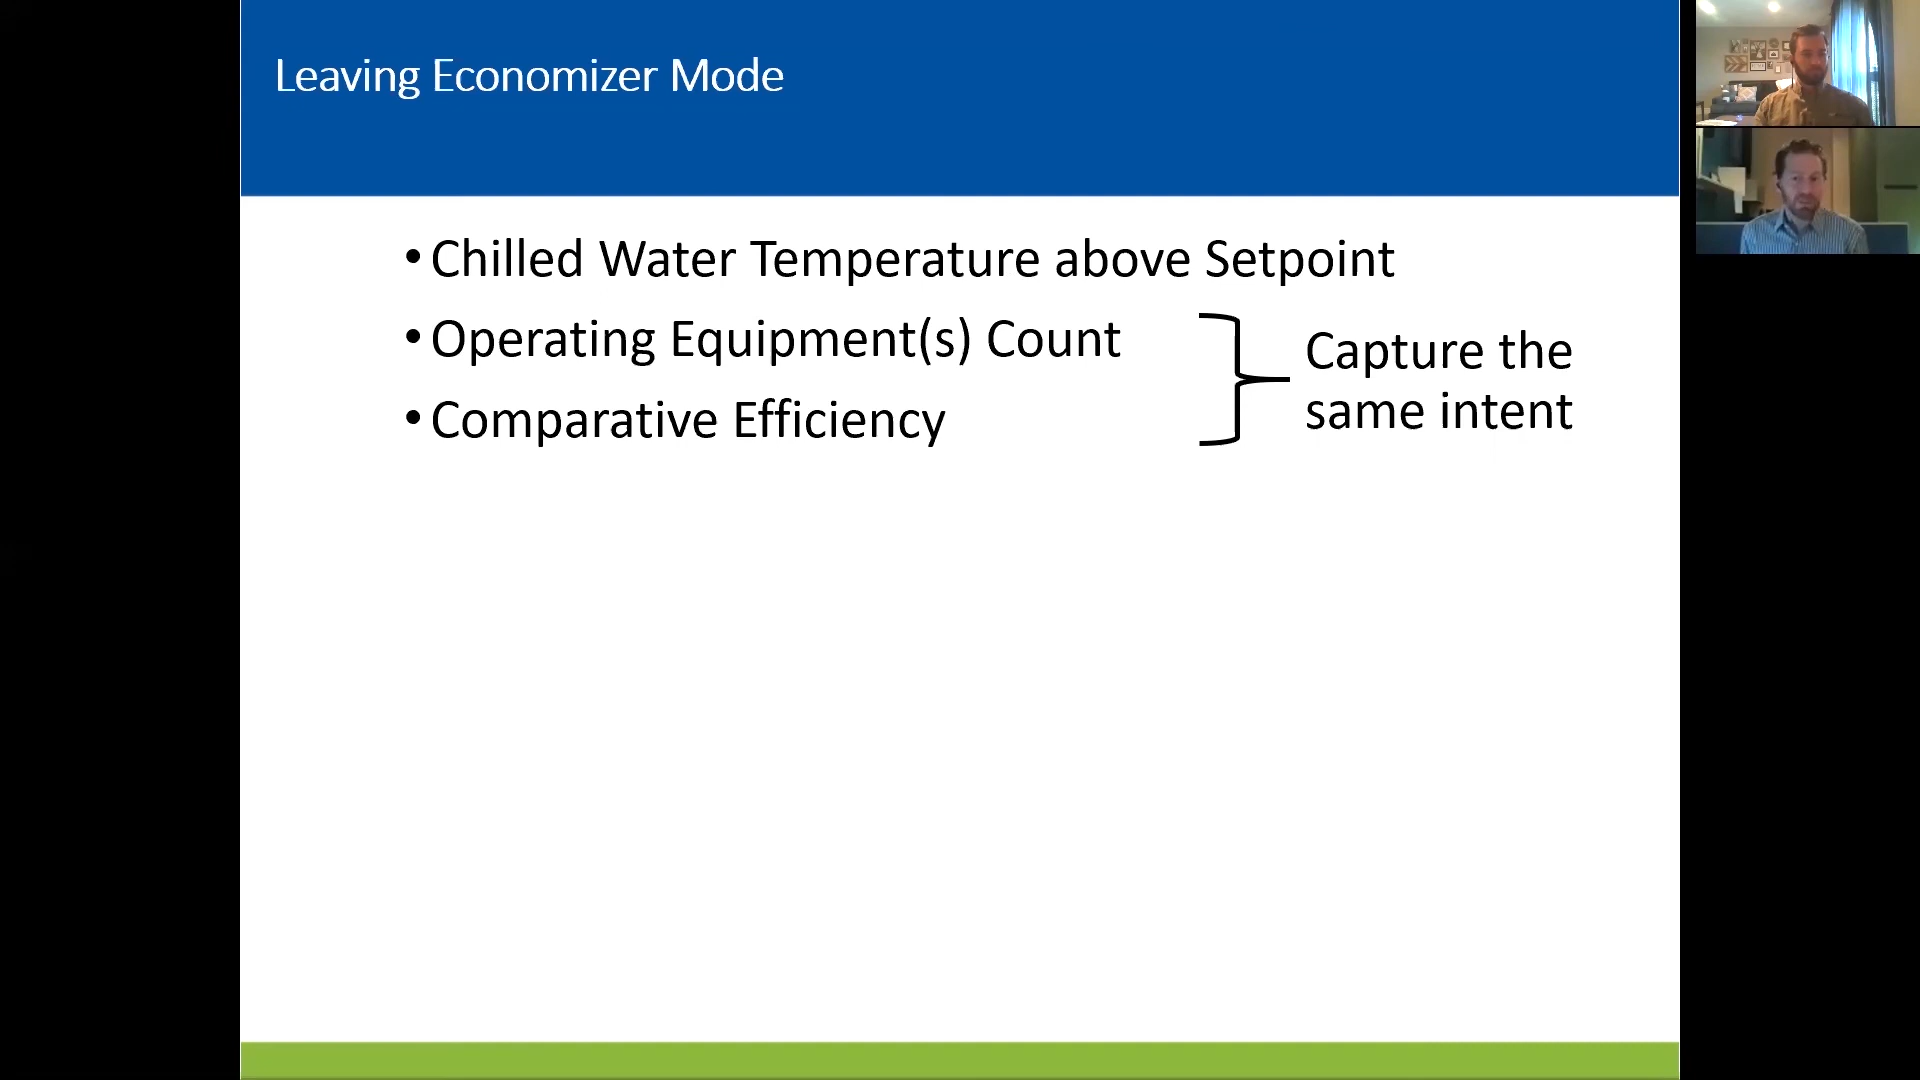 Leaving Economizer Mode
• Chilled Water Temperature above Setpoint
• Operating Equipment(s) Count
• Comparative Efficiency
Capture the
same intent